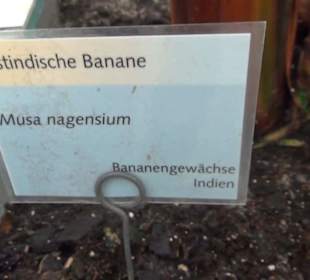 stindische Banane
Musa nagensium
Bananengewächse
Indien